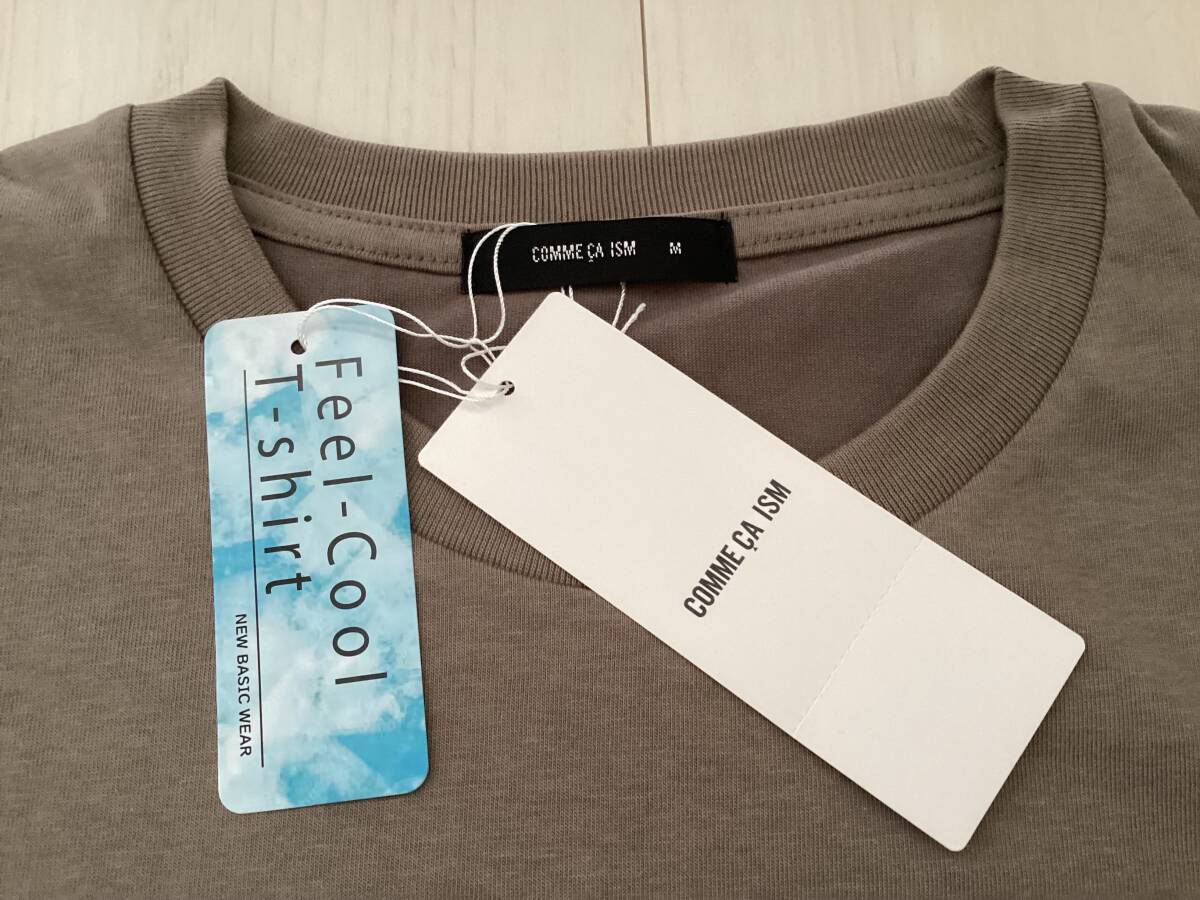 COMME ÇA ISM M
Feel-Cool
T-shirt
NEW BASIC WEAR
COMME ÇA ISM